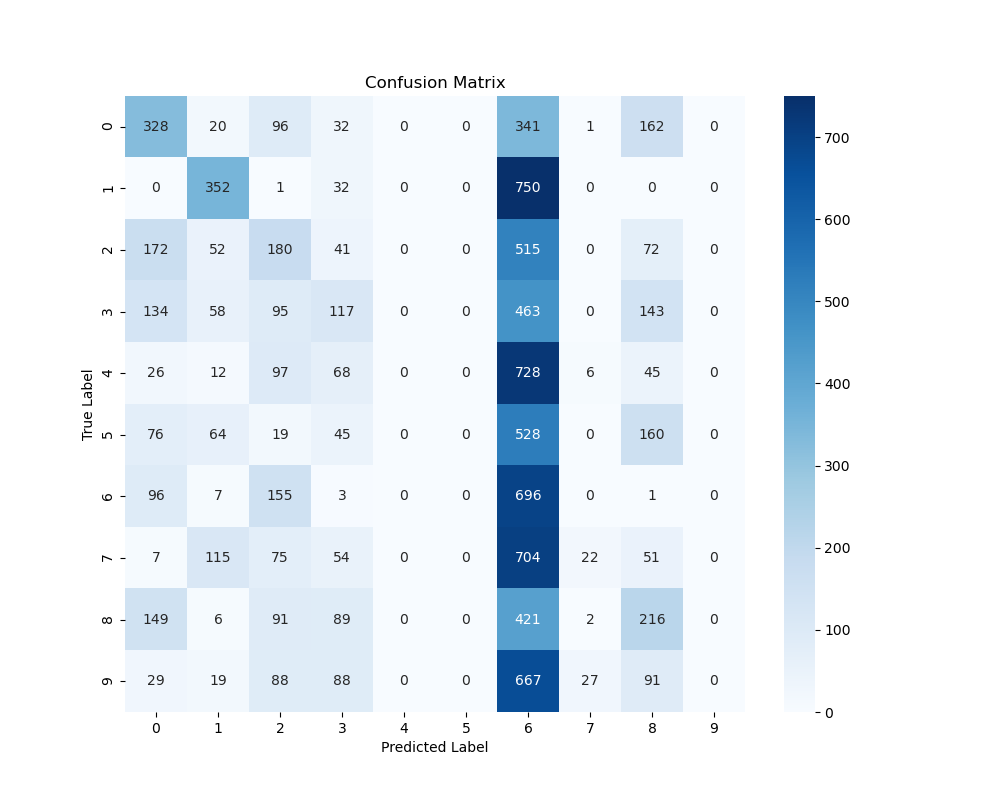 Confusion Matrix
0 328 20 96 32 0 0 341 1 162 0
1 0 352 1 32 0 0 750 0 0 0
2 172 52 180 41 0 0 515 0 72 0
3 134 58 95 117 0 0 463 0 143 0
4 26 12 97 68 0 0 728 6 45 0
5 76 64 19 45 0 0 528 0 160 0
6 96 7 155 3 0 0 696 0 1 0
7 7 115 75 54 0 0 704 22 51 0
8 149 6 91 89 0 0 421 2 216 0
9 29 19 88 88 0 0 667 27 91 0
0 1 2 3 4 5 6 7 8 9
Predicted Label
True Label
700
600
500
400
300
200
100
0